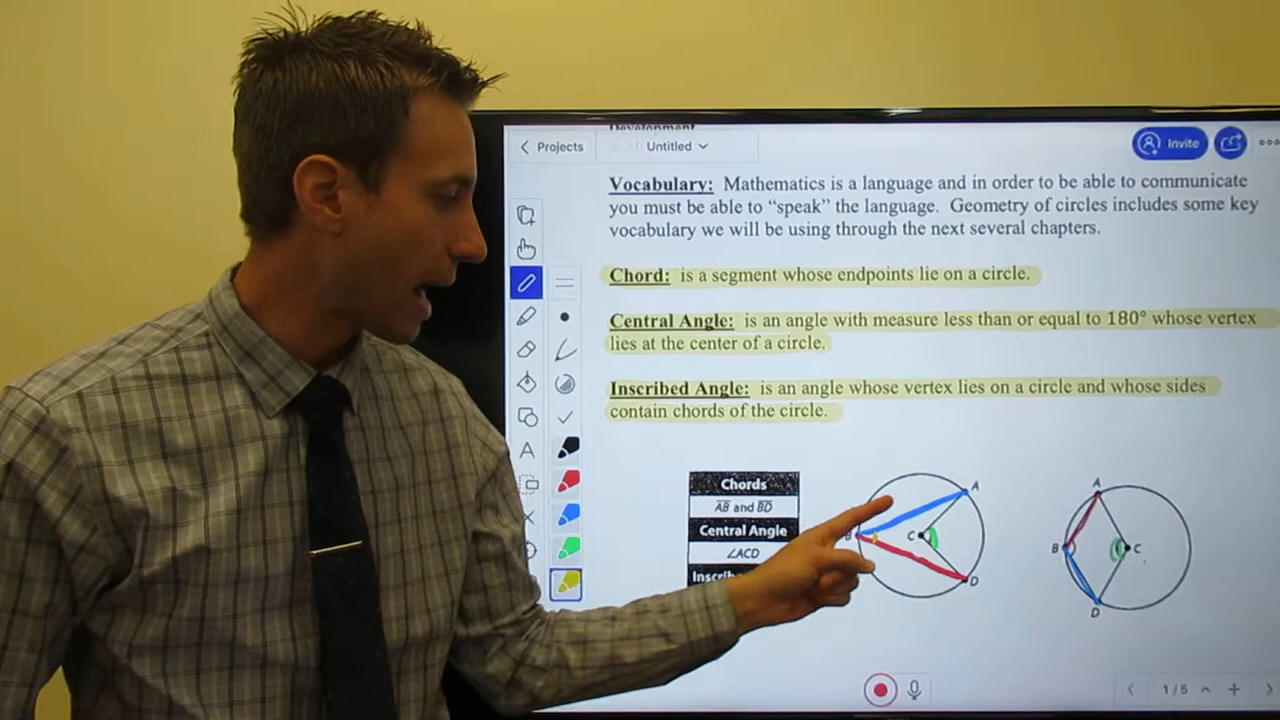 Development
Projects
Untitled
Invite
Vocabulary: Mathematics is a language and in order to be able to communicate
you must be able to “speak” the language. Geometry of circles includes some key
vocabulary we will be using through the next several chapters.
Chord: is a segment whose endpoints lie on a circle.
Central Angle: is an angle with measure less than or equal to 180° whose vertex
lies at the center of a circle.
Inscribed Angle: is an angle whose vertex lies on a circle and whose sides
contain chords of the circle.
A
Chords
AB and BD
Central Angle
∠ACD
A
B
C
D
A
B
C
D
1/5